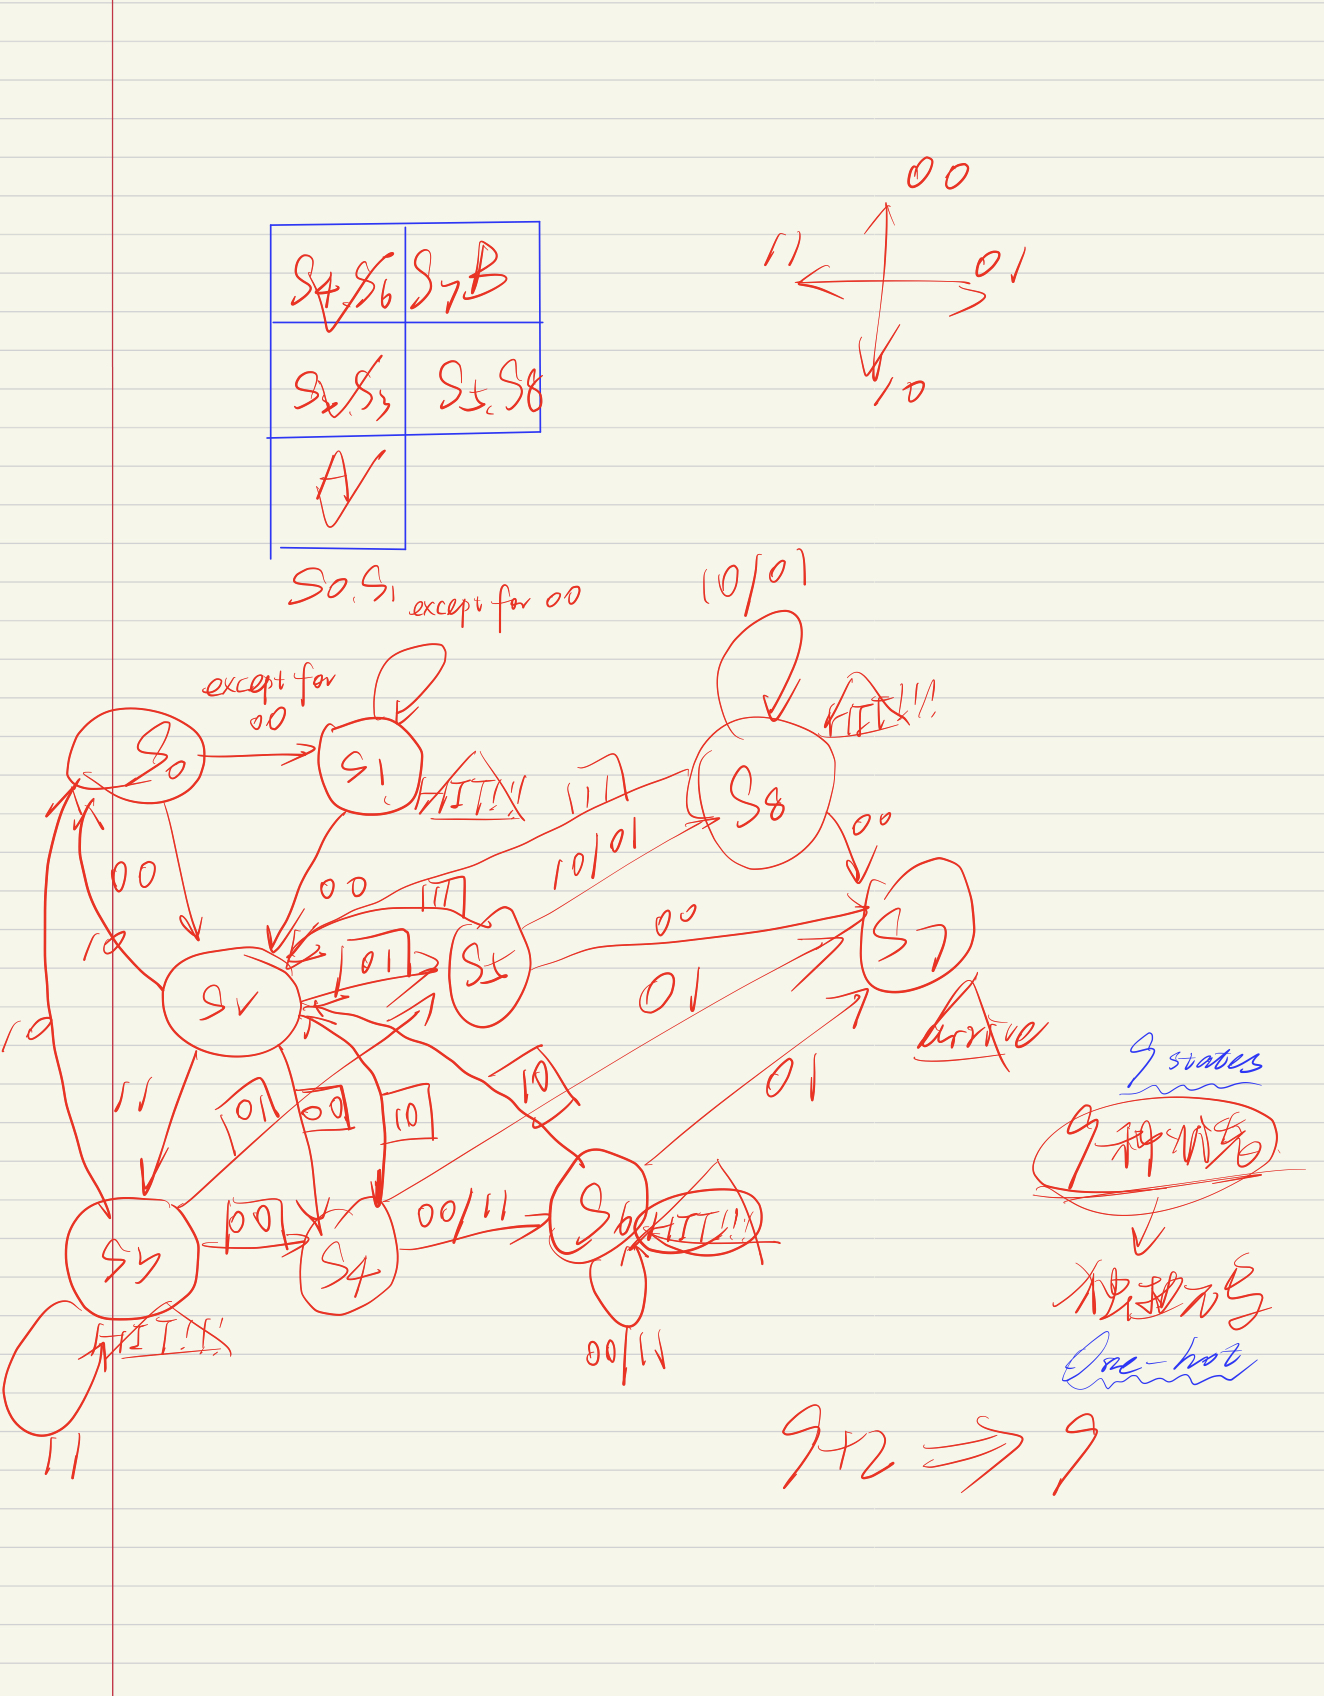 00
11
01
10
S4.S6
S7.B
S2.S3
S5.S8
A
S0.S1
except for 00
10/01
except for
00
HIT!!!
S0
S1
HIT!!!
11
S8
00
10/01
00
00
11
10
01
S5
00
S7
S2
01
10
arrive
9 states
11
01
00
10
10
01
9种状态
00
00/11
S6
HIT!!!
S3
S4
独热码
HIT!!!
00/11
One-hot
9+2 ⇒ 9
11